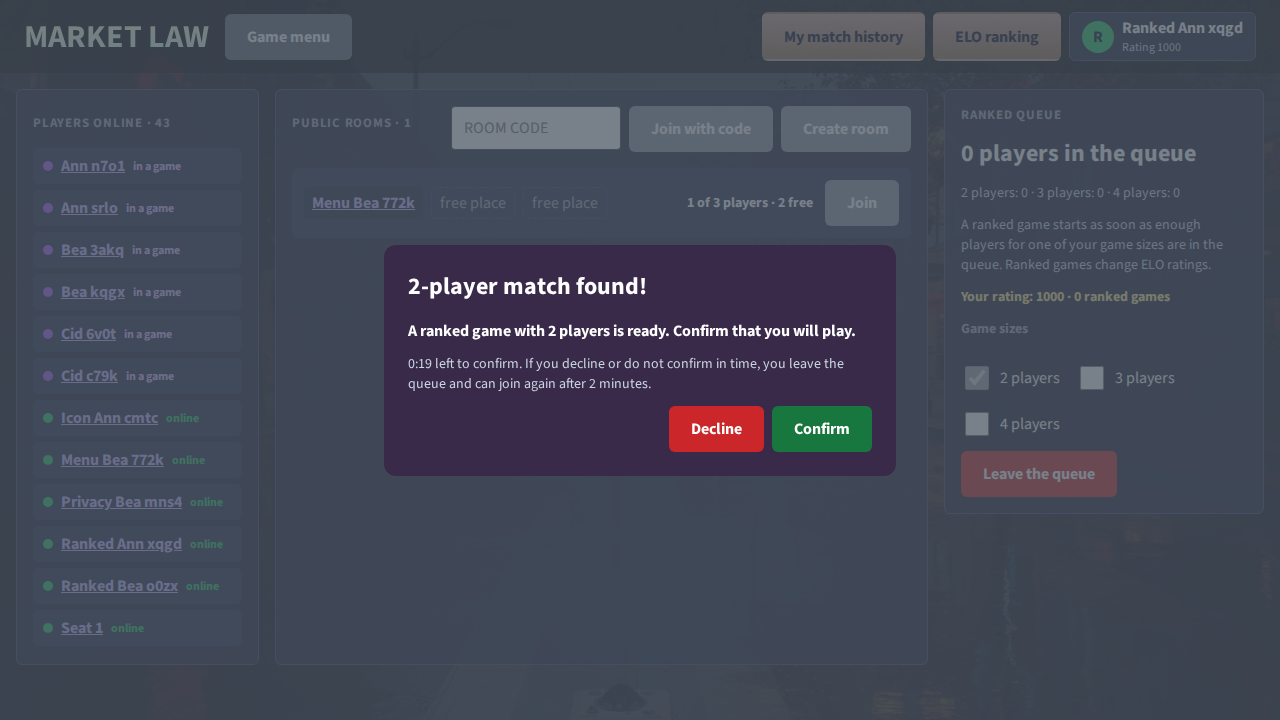 MARKET LAW
Game menu
My match history
ELO ranking
R
Ranked Ann xqgd
Rating 1000
PLAYERS ONLINE · 43
Ann n7o1 in a game
Ann srlo in a game
Bea 3akq in a game
Bea kqgx in a game
Cid 6v0t in a game
Cid c79k in a game
Icon Ann cmtc online
Menu Bea 772k online
Privacy Bea mns4 online
Ranked Ann xqgd online
Ranked Bea o0zx online
Seat 1 online
PUBLIC ROOMS · 1
ROOM CODE
Join with code
Create room
Menu Bea 772k free place free place 1 of 3 players · 2 free Join
2-player match found!
A ranked game with 2 players is ready. Confirm that you will play.
0:19 left to confirm. If you decline or do not confirm in time, you leave the
queue and can join again after 2 minutes.
Decline
Confirm
RANKED QUEUE
0 players in the queue
2 players: 0 · 3 players: 0 · 4 players: 0
A ranked game starts as soon as enough
players for one of your game sizes are in the
queue. Ranked games change ELO ratings.
Your rating: 1000 · 0 ranked games
Game sizes
2 players 3 players
4 players
Leave the queue